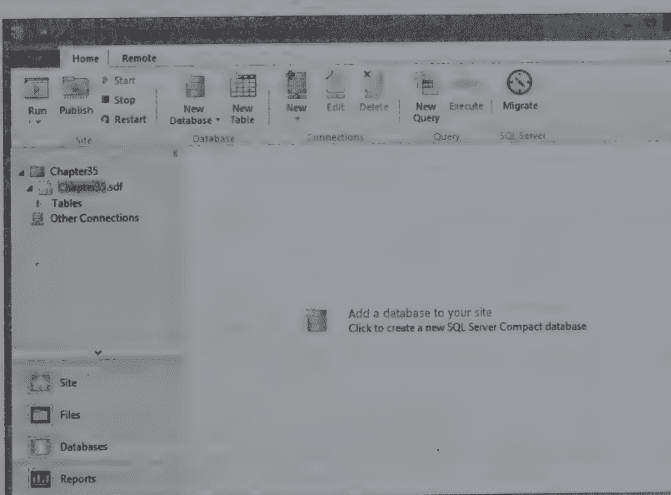 Home Remote
Run
Publish
Start
Stop
Restart
Site
New Database
New Table
Database
New
Edit
Delete
Connections
New Query
Execute
Query
Migrate
SQL Server
Chapter35
Chapter35.sdf
Tables
Other Connections
Add a database to your site
Click to create a new SQL Server Compact database
Site
Files
Databases
Reports